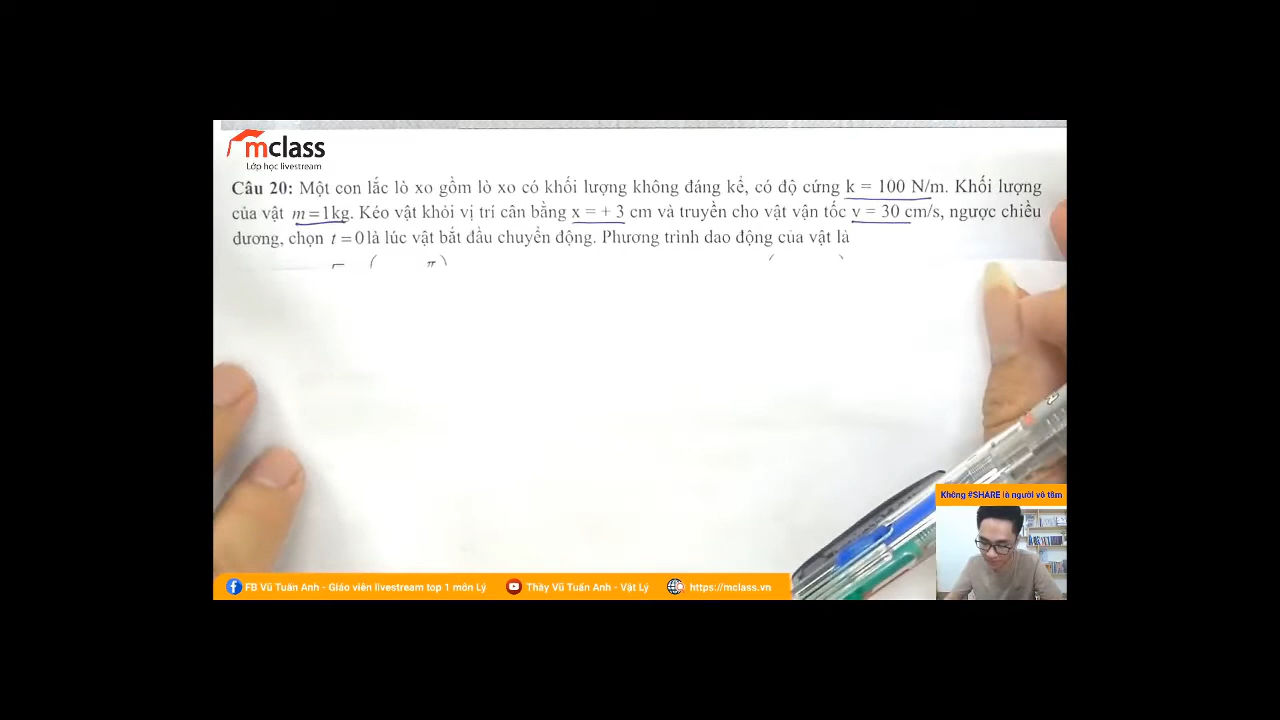 mclass
Lớp học livestream
Câu 20: Một con lắc lò xo gồm lò xo có khối lượng không đáng kể, có độ cứng k = 100 N/m. Khối lượng
của vật m = 1kg. Kéo vật khỏi vị trí cân bằng x = + 3 cm và truyền cho vật vận tốc v = 30 cm/s, ngược chiều
dương, chọn t = 0 là lúc vật bắt đầu chuyển động. Phương trình dao động của vật là
Không #SHARE là người vô tâm
FB Vũ Tuấn Anh - Giáo viên livestream top 1 môn Lý
Thầy Vũ Tuấn Anh - Vật Lý
https://mclass.vn